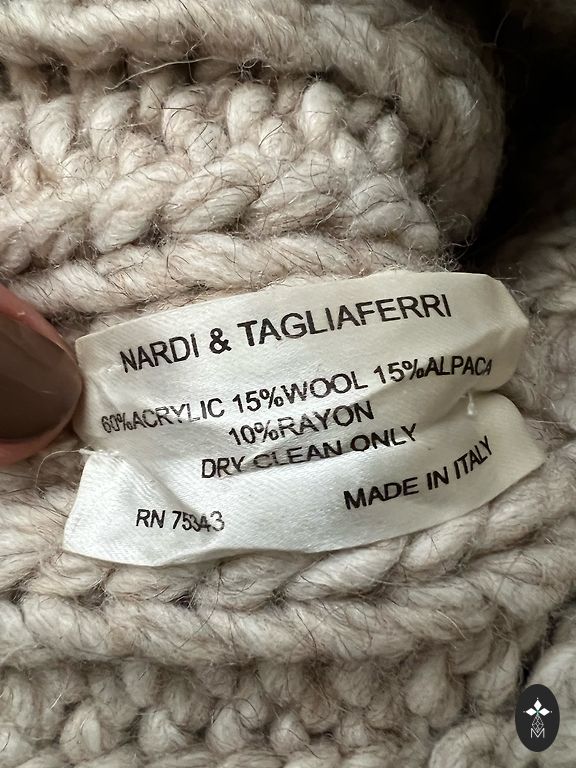 NARDI & TAGLIAFERRI
60%ACRYLIC 15%WOOL 15%ALPACA
10%RAYON
DRY CLEAN ONLY
RN 75343 MADE IN ITALY